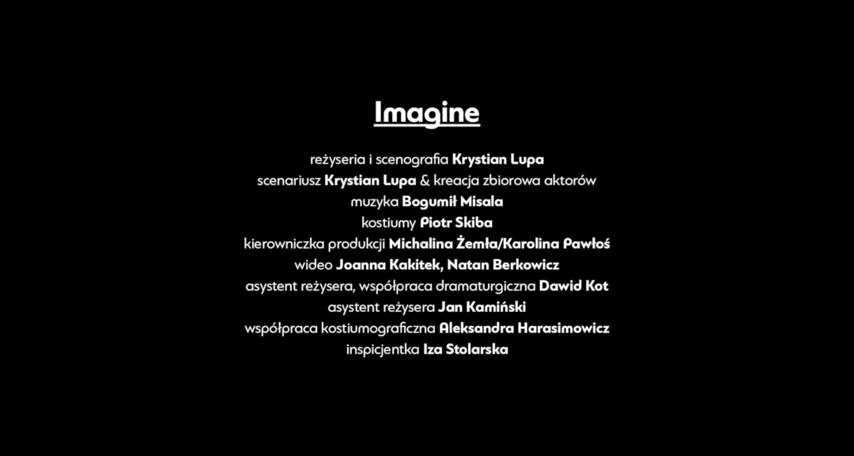 Imagine
reżyseria i scenografia Krystian Lupa
scenariusz Krystian Lupa & kreacja zbiorowa aktorów
muzyka Bogumił Misala
kostiumy Piotr Skiba
kierowniczka produkcji Michalina Żemła/Karolina Pawłoś
wideo Joanna Kakitek, Natan Berkowicz
asystent reżysera, współpraca dramaturgiczna Dawid Kot
asystent reżysera Jan Kamiński
współpraca kostiumograficzna Aleksandra Harasimowicz
inspicjentka Iza Stolarska